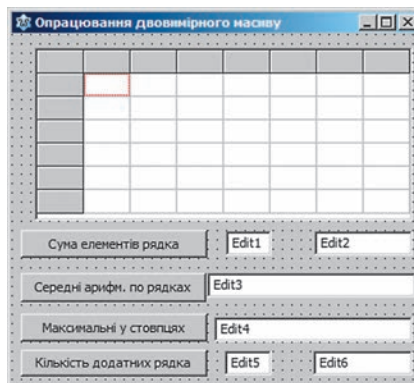 Опрацювання двовимірного масиву
Сума елементів рядка Edit1 Edit2
Середні арифм. по рядках Edit3
Максимальні у стовпцях Edit4
Кількість додатних рядка Edit5 Edit6